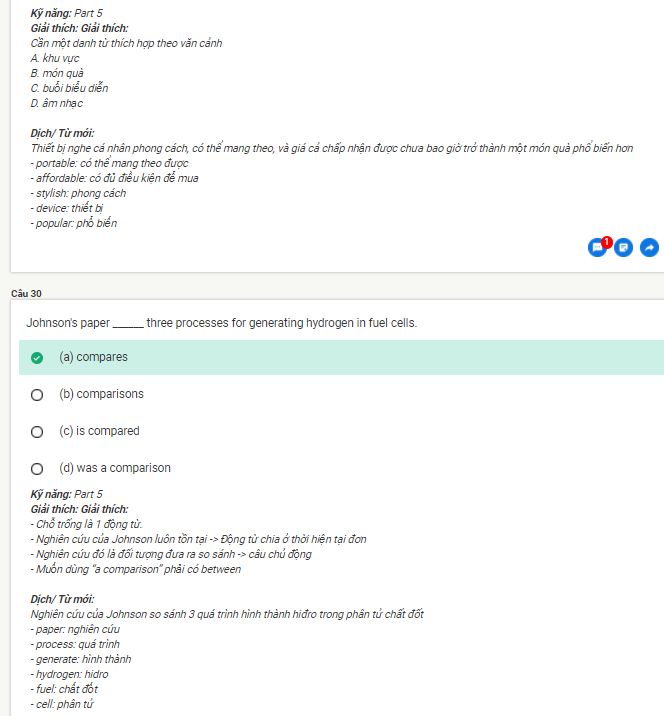 Kỹ năng: Part 5
Giải thích: Giải thích:
Cần một danh từ thích hợp theo văn cảnh
A. khu vực
B. món quà
C. buổi biểu diễn
D. âm nhạc
Dịch/ Từ mới:
Thiết bị nghe cá nhân phong cách, có thể mang theo, và giá cả chấp nhận được chưa bao giờ trở thành một món quà phổ biến hơn
- portable: có thể mang theo được
- affordable: có đủ điều kiện để mua
- stylish: phong cách
- device: thiết bị
- popular: phổ biến
1
Câu 30
Johnson's paper ______ three processes for generating hydrogen in fuel cells.
(a) compares
(b) comparisons
(c) is compared
(d) was a comparison
Kỹ năng: Part 5
Giải thích: Giải thích:
- Chỗ trống là 1 động từ.
- Nghiên cứu của Johnson luôn tồn tại -> Động từ chia ở thời hiện tại đơn
- Nghiên cứu đó là đối tượng đưa ra so sánh -> câu chủ động
- Muốn dùng "a comparison" phải có between
Dịch/ Từ mới:
Nghiên cứu của Johnson so sánh 3 quá trình hình thành hiđro trong phân tử chất đốt
- paper: nghiên cứu
- process: quá trình
- generate: hình thành
- hydrogen: hidro
- fuel: chất đốt
- cell: phân tử